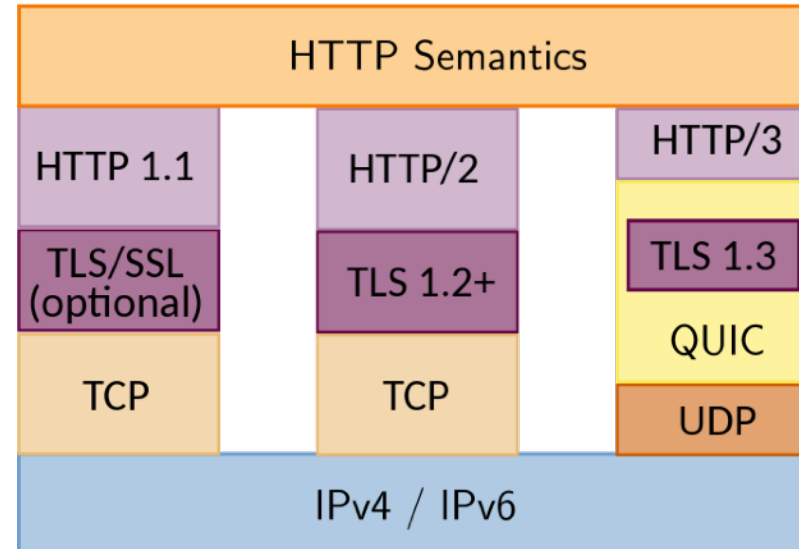 HTTP Semantics
HTTP 1.1
TLS/SSL
(optional)
TCP
HTTP/2
TLS 1.2+
TCP
HTTP/3
TLS 1.3
QUIC
UDP
IPv4 / IPv6